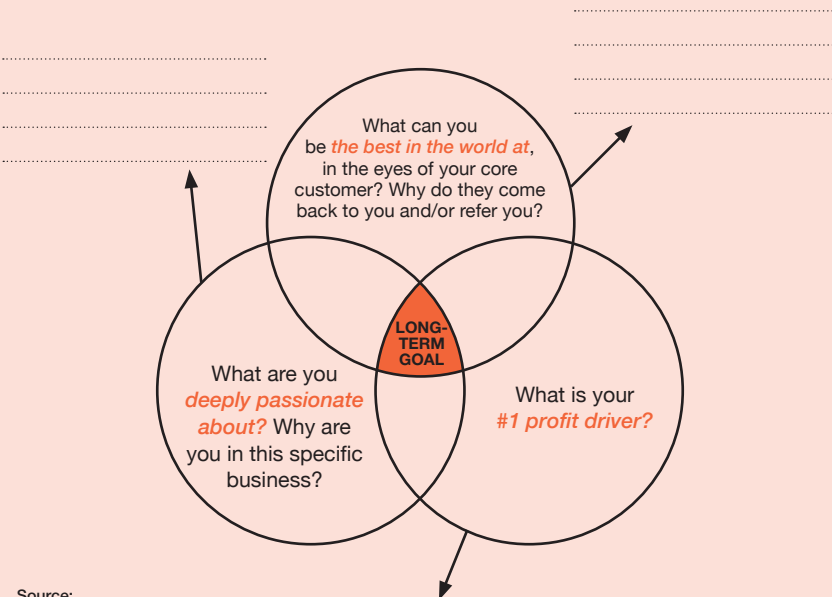 What can you
be the best in the world at,
in the eyes of your core
customer? Why do they come
back to you and/or refer you?
LONG-
TERM
GOAL
What are you
deeply passionate
about? Why are
you in this specific
business?
What is your
#1 profit driver?
Source: